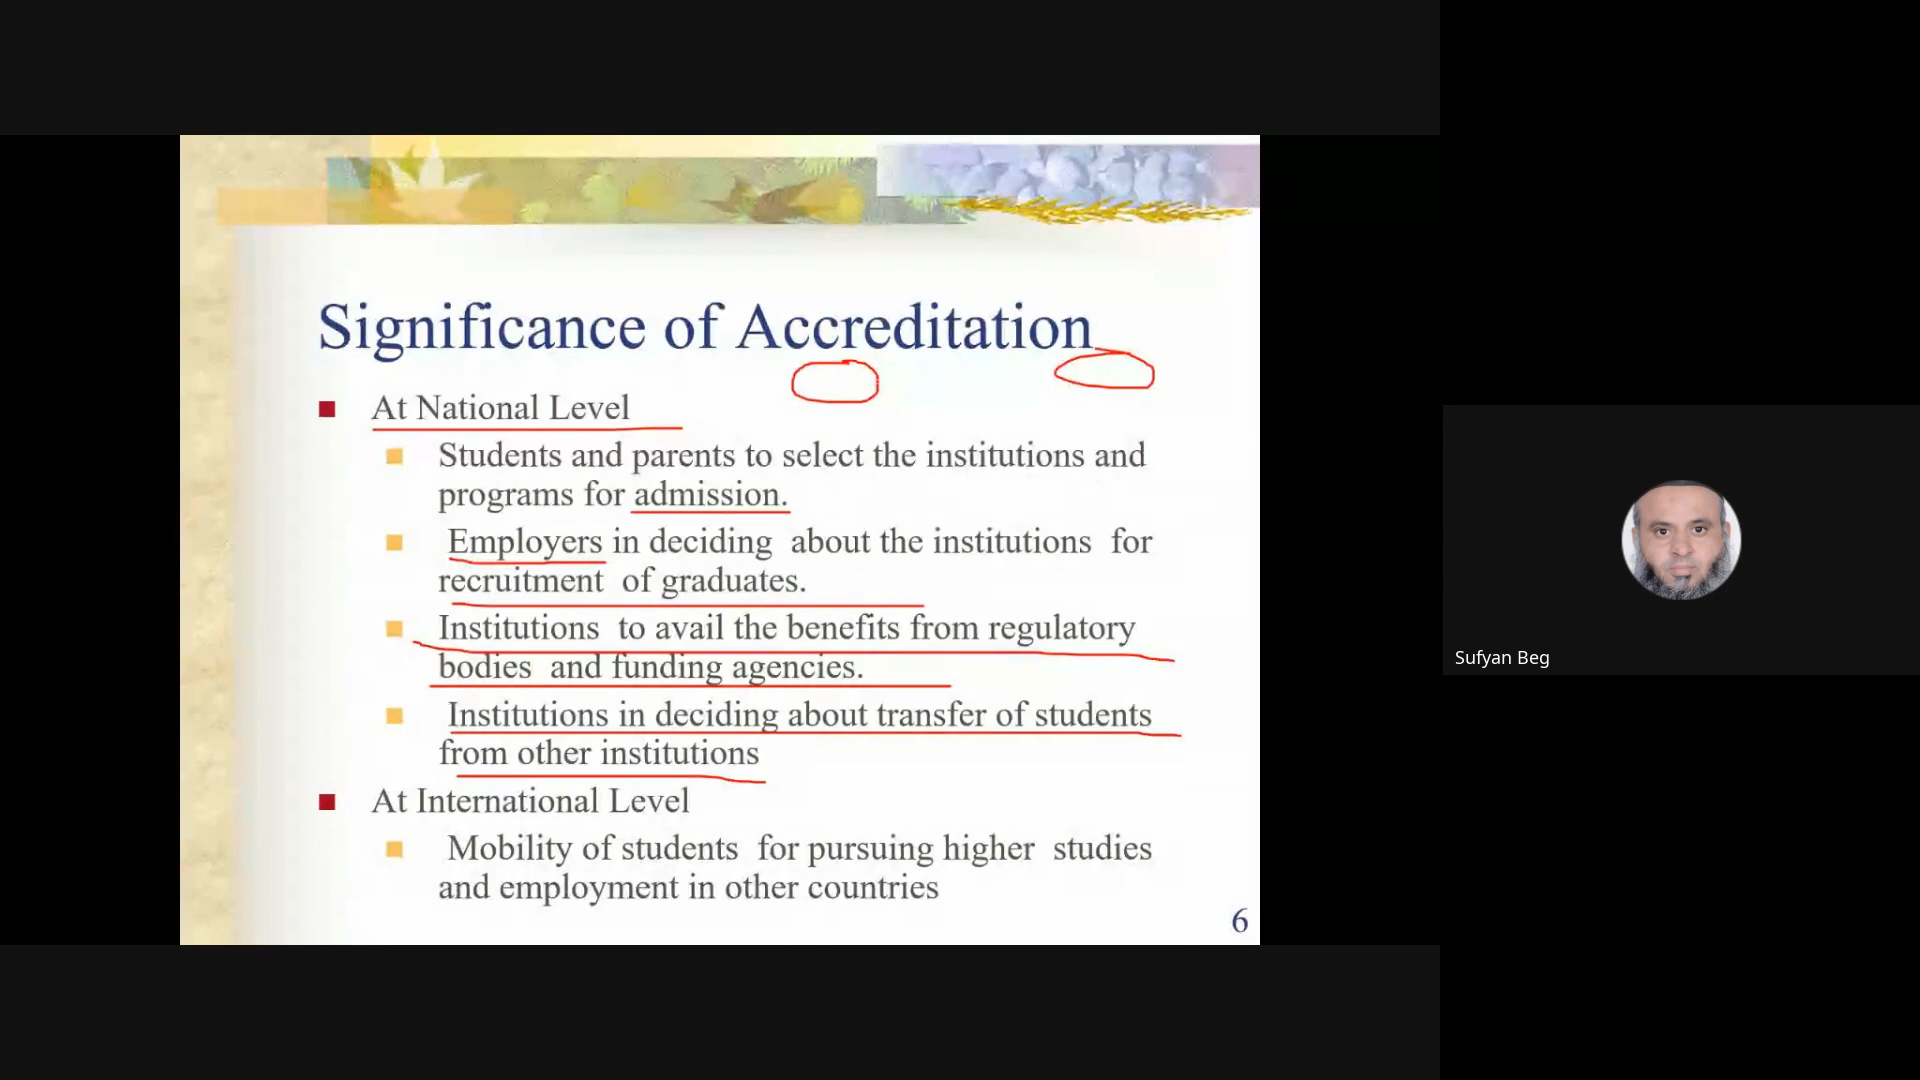 Significance of Accreditation
At National Level
Students and parents to select the institutions and
programs for admission.
Employers in deciding about the institutions for
recruitment of graduates.
Institutions to avail the benefits from regulatory
bodies and funding agencies.
Institutions in deciding about transfer of students
from other institutions
At International Level
Mobility of students for pursuing higher studies
and employment in other countries
6
Sufyan Beg